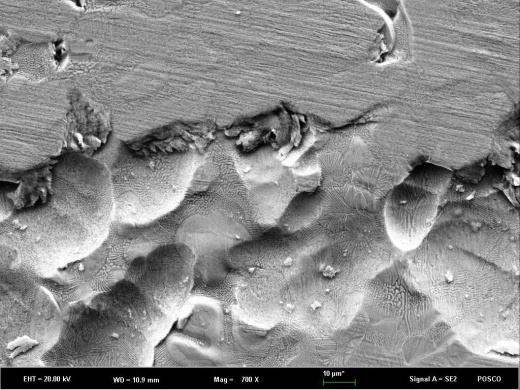 EHT = 20.00 kV WD = 10.9 mm Mag = 700 X 10 µm* Signal A = SE2 POSCO